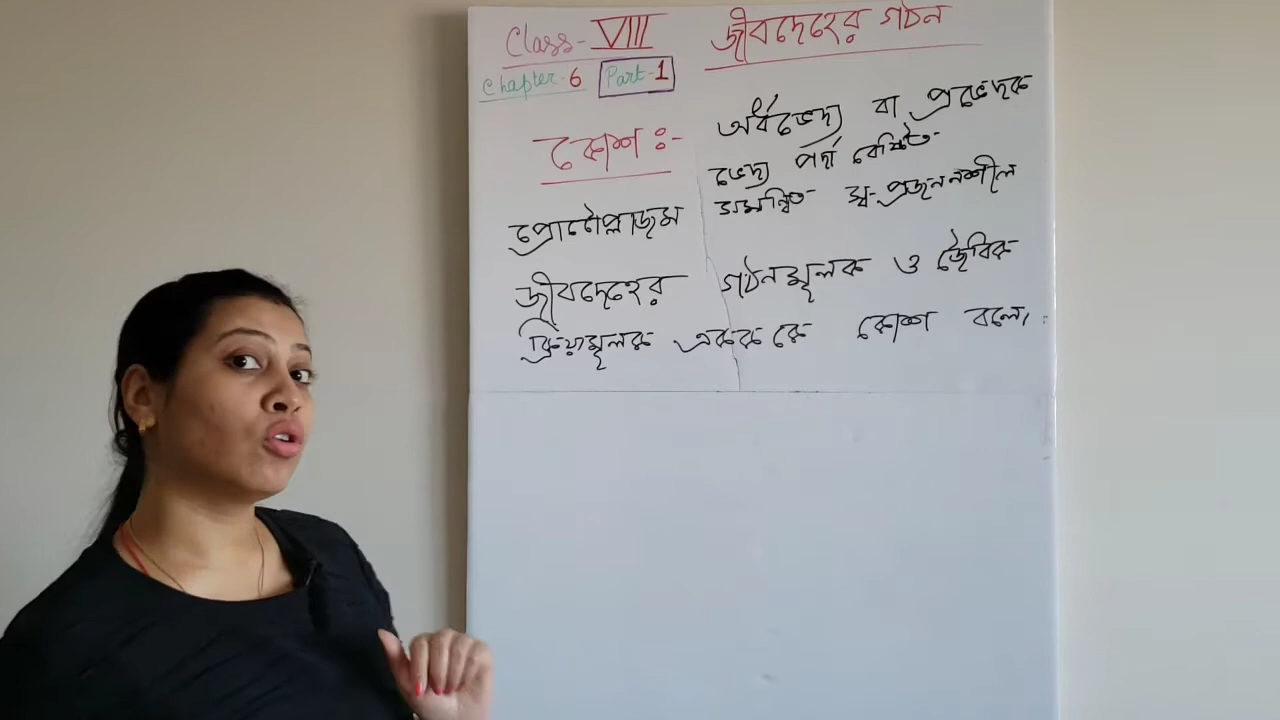 Class- VIII জীবদেহের গঠন
Chapter-6 Part-1
কোশ :- অর্ধভেদ্য বা প্রভেদক
ভেদ্য পর্দা বেষ্টিত
প্রোটোপ্লাজম সমন্বিত স্ব-প্রজননশীল
জীবদেহের গঠনমূলক ও জৈবিক
ক্রিয়ামূলক একককে কোশ বলে।